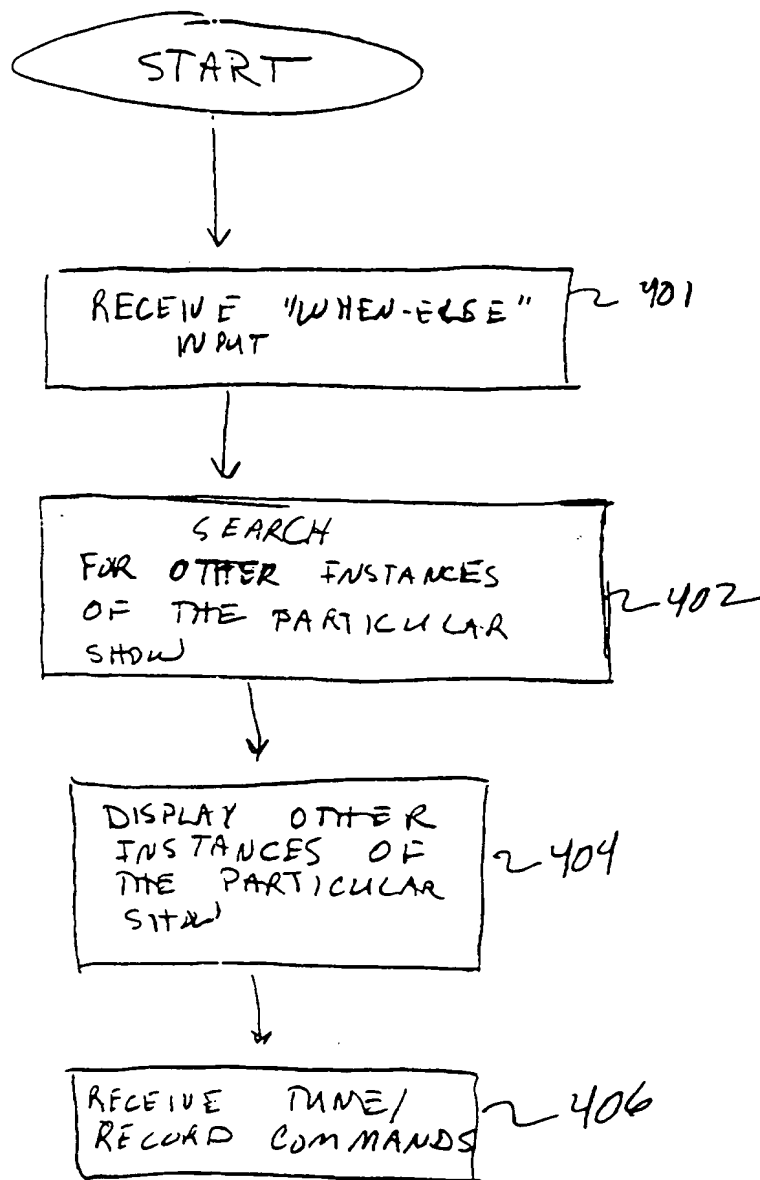 START
RECEIVE "WHEN-ELSE" 401
INPUT
SEARCH
FOR OTHER INSTANCES
OF THE PARTICULAR 402
SHOW
DISPLAY OTHER
INSTANCES OF
THE PARTICULAR 404
SHOW
RECEIVE TUNE/ 406
RECORD COMMANDS